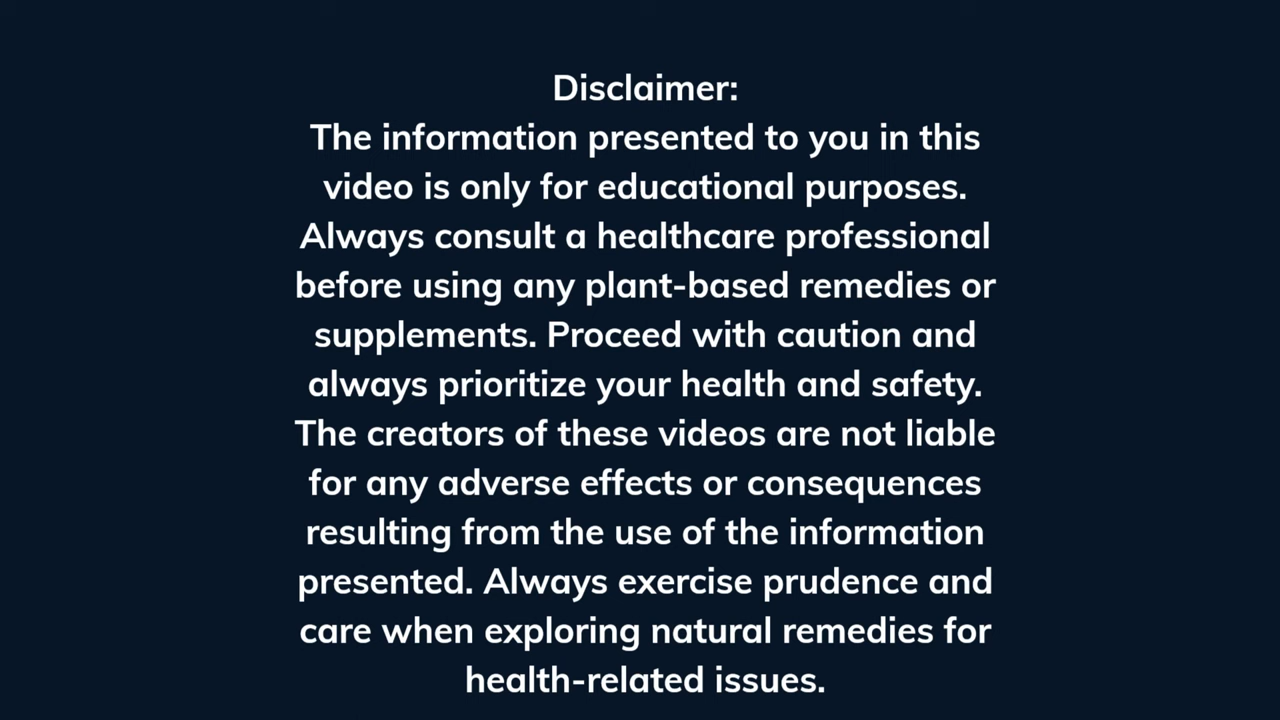 Disclaimer:
The information presented to you in this
video is only for educational purposes.
Always consult a healthcare professional
before using any plant-based remedies or
supplements. Proceed with caution and
always prioritize your health and safety.
The creators of these videos are not liable
for any adverse effects or consequences
resulting from the use of the information
presented. Always exercise prudence and
care when exploring natural remedies for
health-related issues.